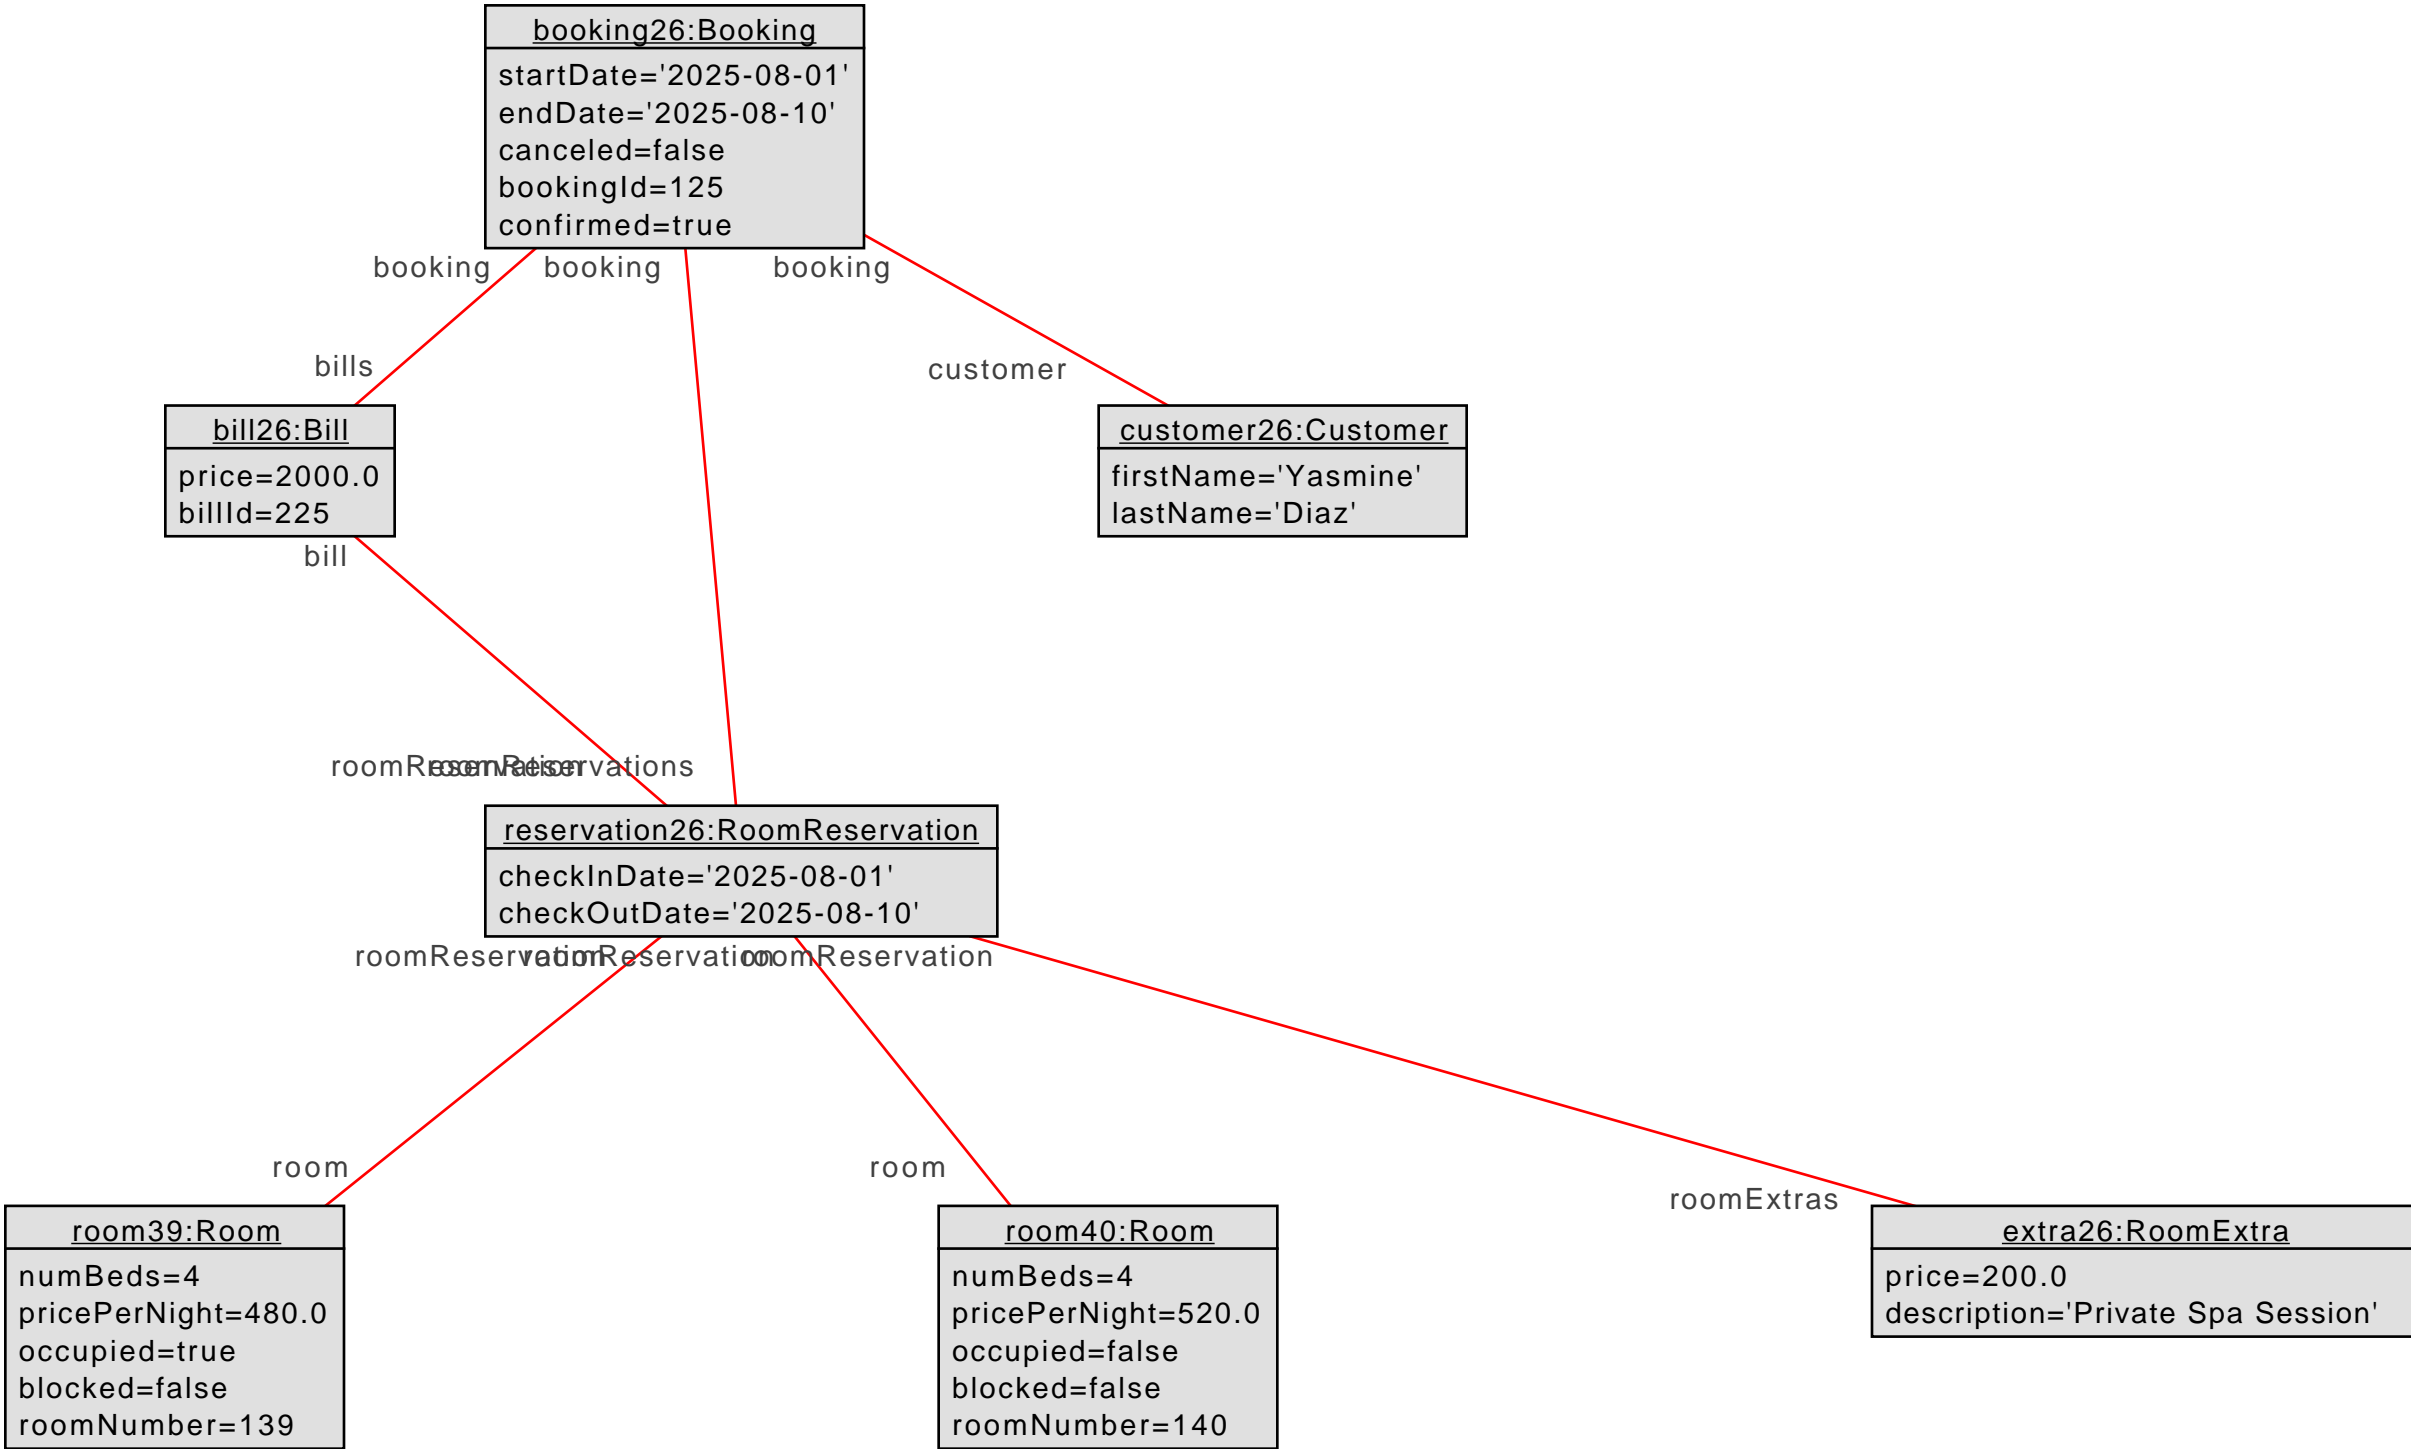 booking26:Booking
startDate='2025-08-01'
endDate='2025-08-10'
canceled=false
bookingId=125
confirmed=true
booking booking booking
bills
customer
bill26:Bill
price=2000.0
billId=225
customer26:Customer
firstName='Yasmine'
lastName='Diaz'
bill
roomReservation roomReservations
reservation26:RoomReservation
checkInDate='2025-08-01'
checkOutDate='2025-08-10'
roomReservation roomReservation roomReservation
room room roomExtras
room39:Room
numBeds=4
pricePerNight=480.0
occupied=true
blocked=false
roomNumber=139
room40:Room
numBeds=4
pricePerNight=520.0
occupied=false
blocked=false
roomNumber=140
extra26:RoomExtra
price=200.0
description='Private Spa Session'